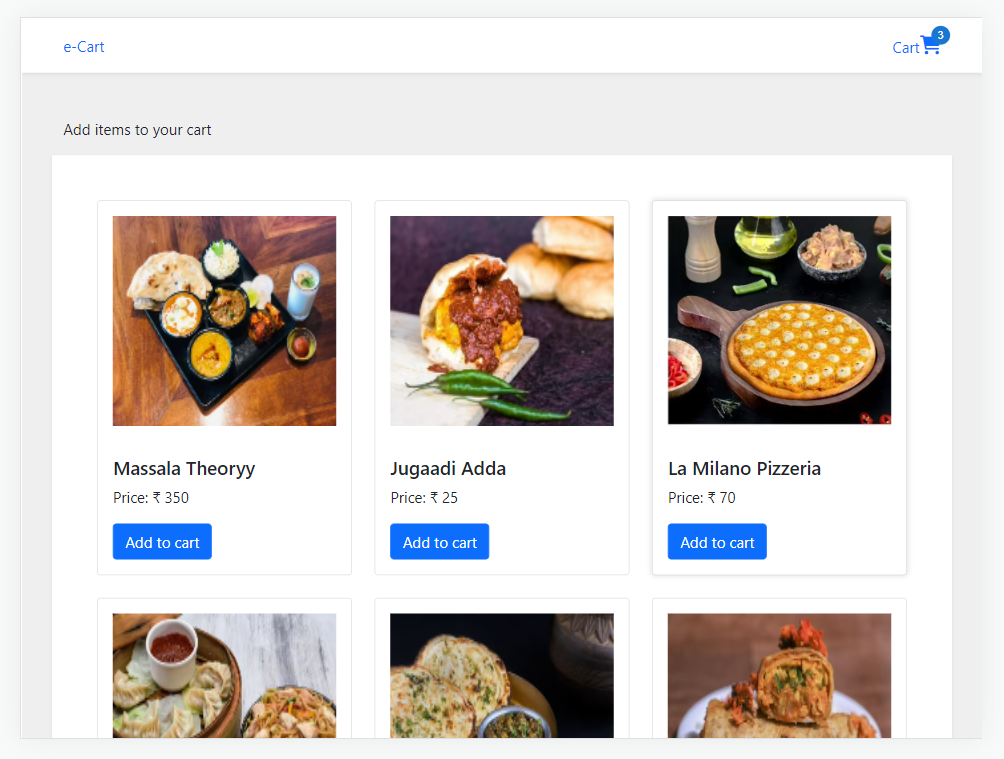 e-Cart
Cart 3
Add items to your cart
Massala Theoryy
Price: ₹ 350
Add to cart
Jugaadi Adda
Price: ₹ 25
Add to cart
La Milano Pizzeria
Price: ₹ 70
Add to cart